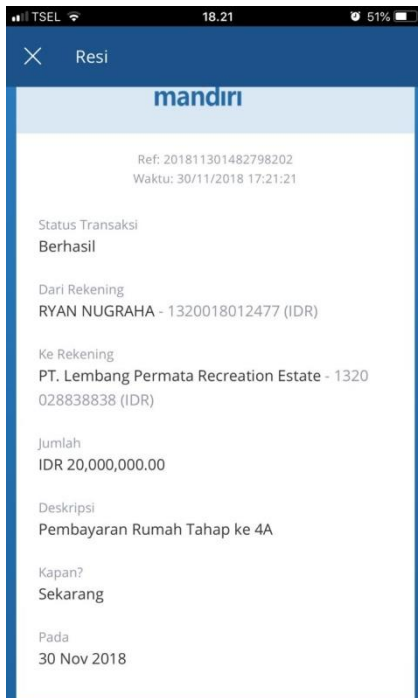 TSEL 18.21 51%
Resi
mandiri
Ref: 201811301482798202
Waktu: 30/11/2018 17:21:21
Status Transaksi
Berhasil
Dari Rekening
RYAN NUGRAHA - 1320018012477 (IDR)
Ke Rekening
PT. Lembang Permata Recreation Estate - 1320
028838838 (IDR)
Jumlah
IDR 20,000,000.00
Deskripsi
Pembayaran Rumah Tahap ke 4A
Kapan?
Sekarang
Pada
30 Nov 2018